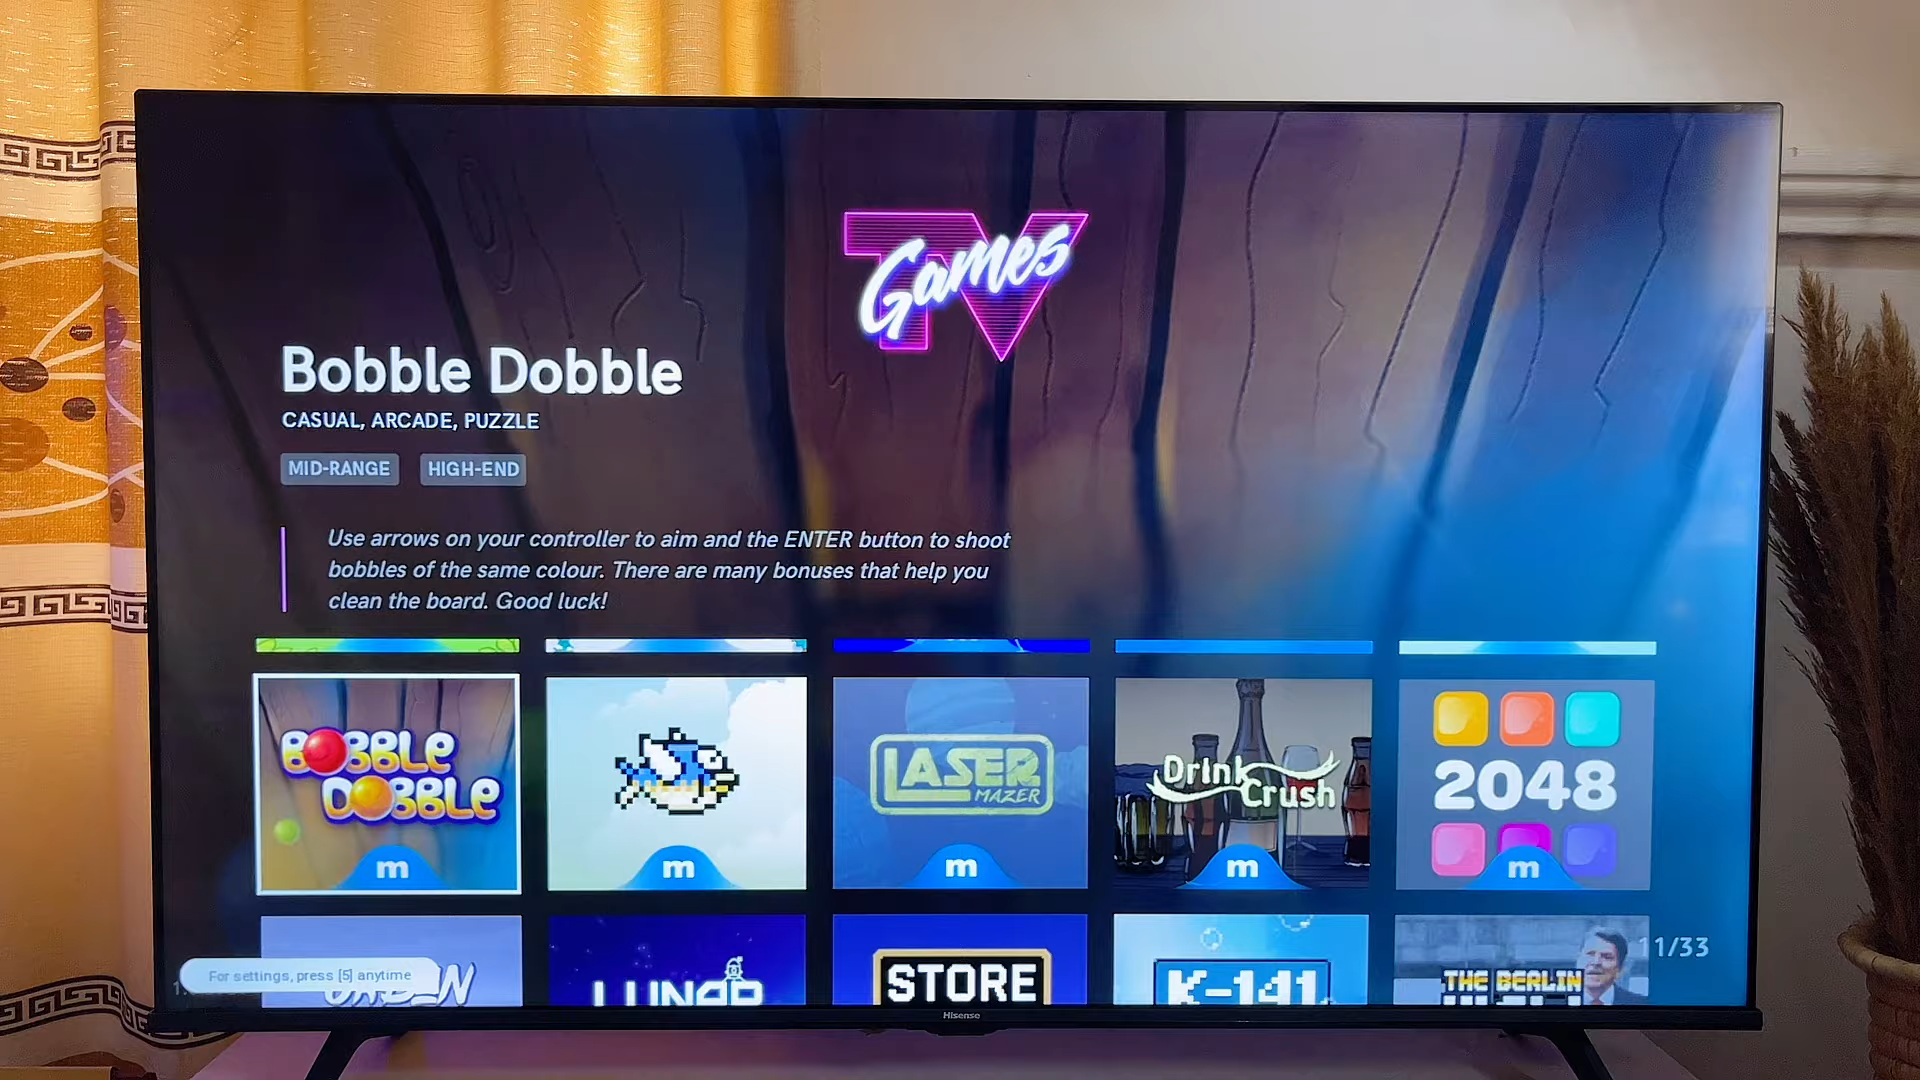 TV
Games
Bobble Dobble
CASUAL, ARCADE, PUZZLE
MID-RANGE HIGH-END
Use arrows on your controller to aim and the ENTER button to shoot
bobbles of the same colour. There are many bonuses that help you
clean the board. Good luck!
BOBBLE
DOBBLE
m
m
LASER
MAZER
m
Drink
Crush
m
2048
m
For settings, press [5] anytime
LUNAR
STORE
K-141
THE BERLIN
11/33
Hisense